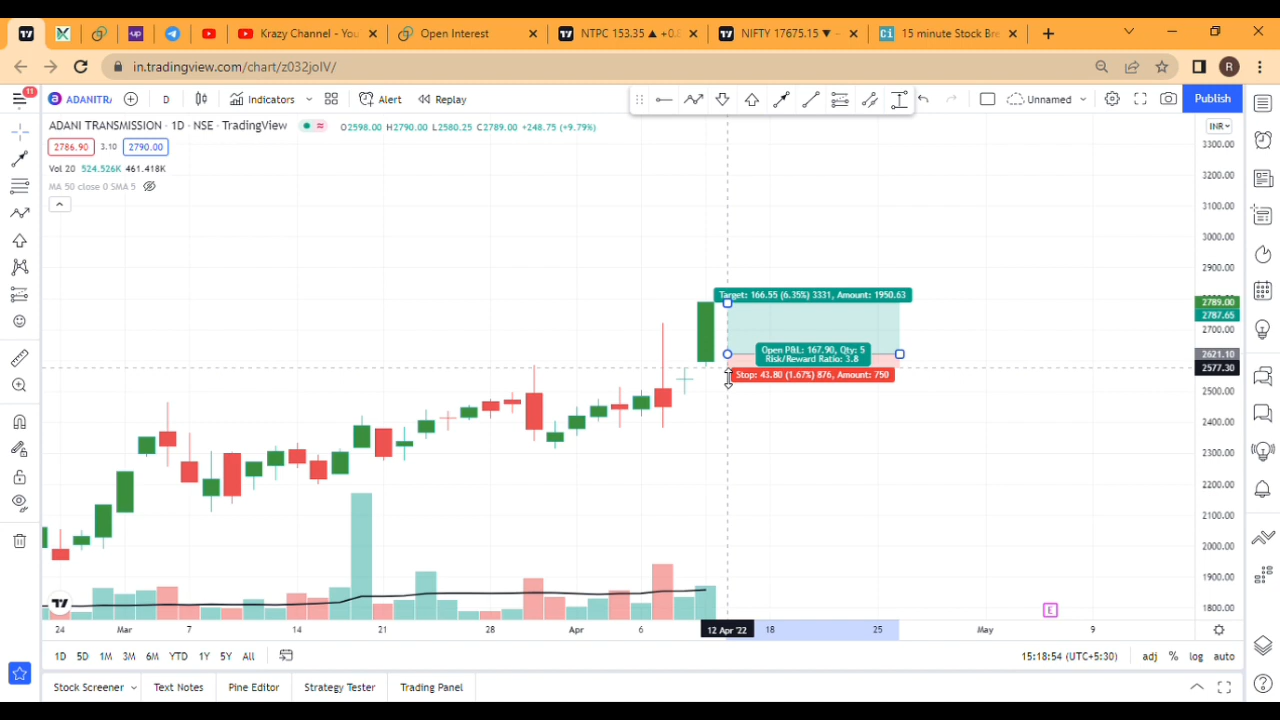 Krazy Channel - You
Open Interest
NTPC 153.35 ▲ +0.
NIFTY 17675.15 ▼ −
15 minute Stock Bre
in.tradingview.com/chart/z032joIV/
11
ADANITRA
D
Indicators
Alert
Replay
Unnamed
Publish
ADANI TRANSMISSION · 1D · NSE · TradingView
O2598.00 H2790.00 L2580.25 C2789.00 +248.75 (+9.79%)
INR
2786.90 3.10 2790.00
Vol 20 524.526K 461.418K
MA 50 close 0 SMA 5
3300.00
3200.00
3100.00
3000.00
2900.00
2789.00
2787.65
2700.00
2621.10
2577.30
2500.00
2400.00
2300.00
2200.00
2100.00
2000.00
1900.00
1800.00
Target: 166.55 (6.35%) 3331, Amount: 1950.63
Open P&L: 167.90, Qty: 5
Risk/Reward Ratio: 3.8
Stop: 43.80 (1.67%) 876, Amount: 750
E
24 Mar 7 14 21 28 Apr 6 12 Apr '22 18 25 May 9
1D 5D 1M 3M 6M YTD 1Y 5Y All
15:18:54 (UTC+5:30) adj % log auto
Stock Screener Text Notes Pine Editor Strategy Tester Trading Panel